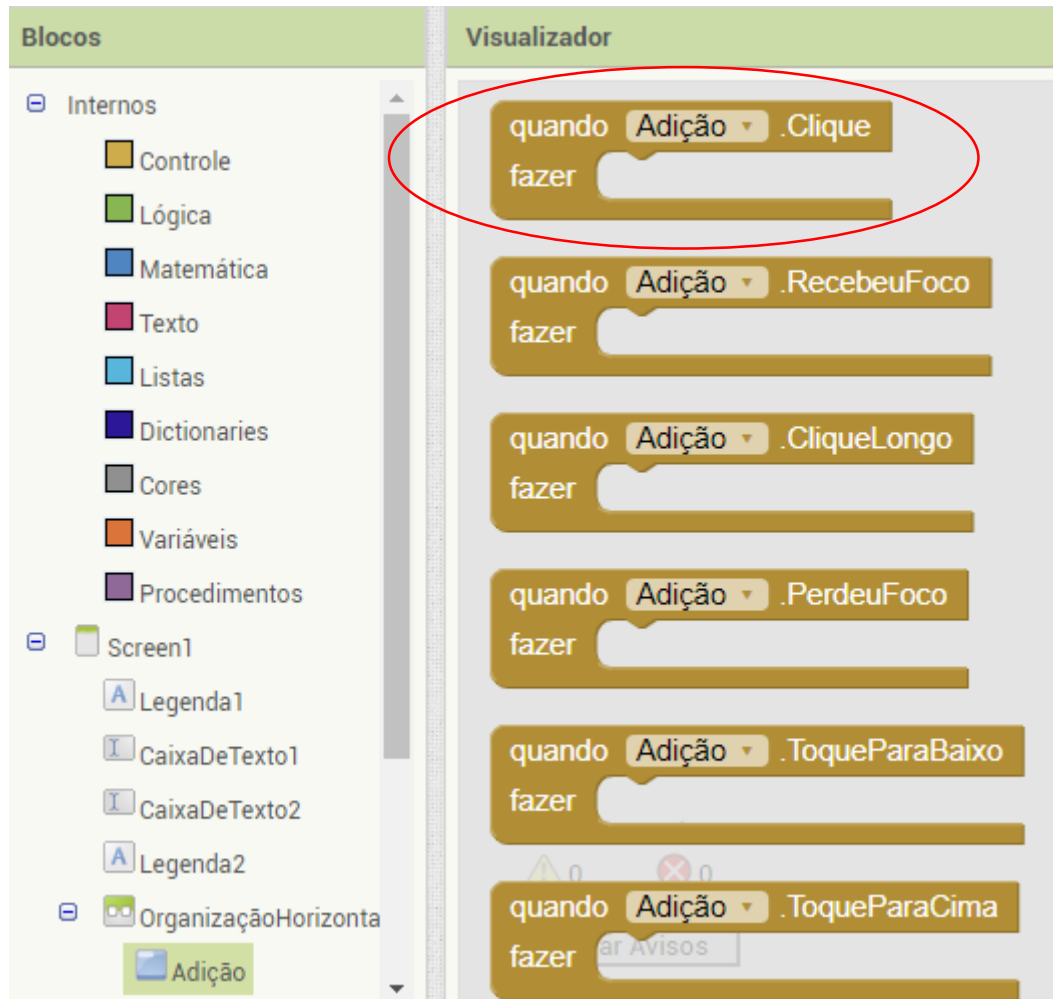 Blocos
Internos
Controle
Lógica
Matemática
Texto
Listas
Dictionaries
Cores
Variáveis
Procedimentos
Screen1
Legenda1
CaixaDeTexto1
CaixaDeTexto2
Legenda2
OrganizaçãoHorizonta
Adição
Visualizador
quando Adição .Clique
fazer
quando Adição .RecebeuFoco
fazer
quando Adição .CliqueLongo
fazer
quando Adição .PerdeuFoco
fazer
quando Adição .ToqueParaBaixo
fazer
0 0
quando Adição .ToqueParaCima
fazer ar Avisos